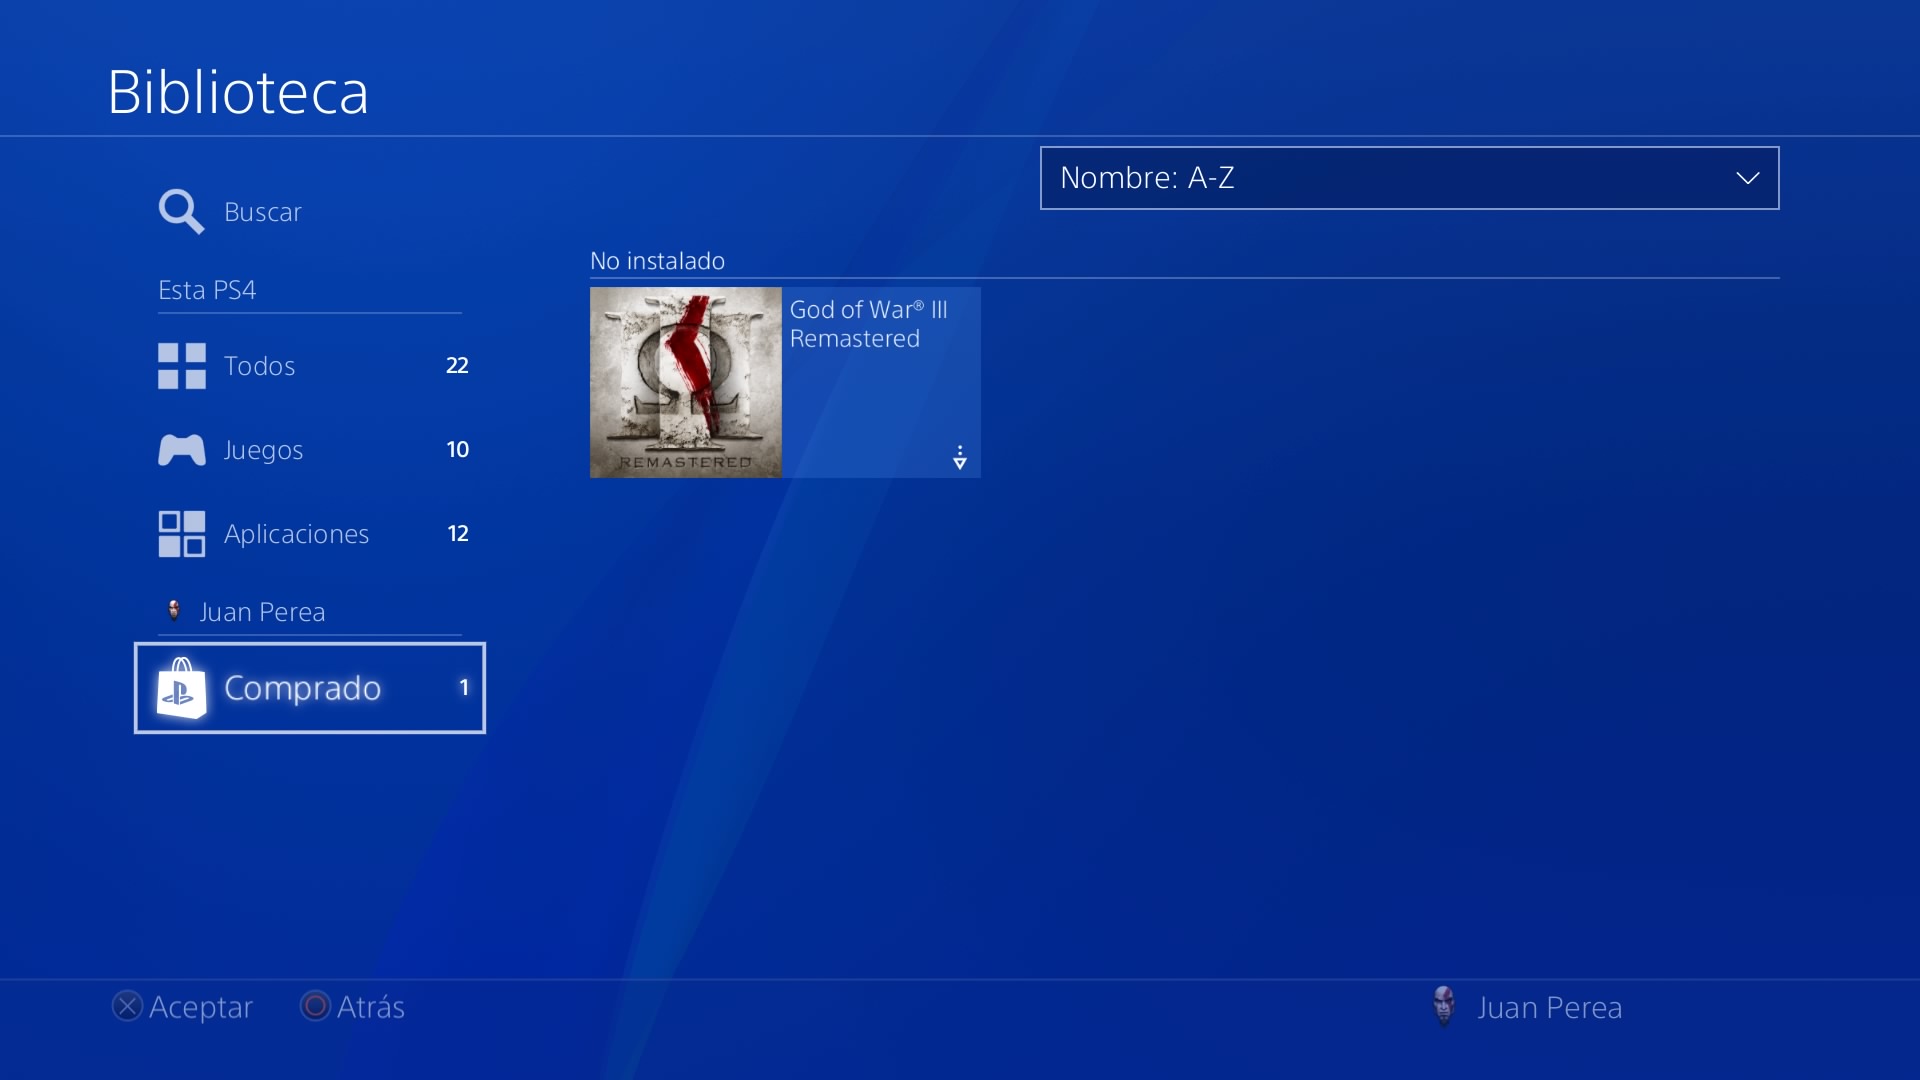 Biblioteca
Nombre: A-Z
Buscar
Esta PS4
Todos 22
Juegos 10
Aplicaciones 12
Juan Perea
Comprado 1
No instalado
God of War® III
Remastered
REMASTERED
Aceptar
Atrás
Juan Perea